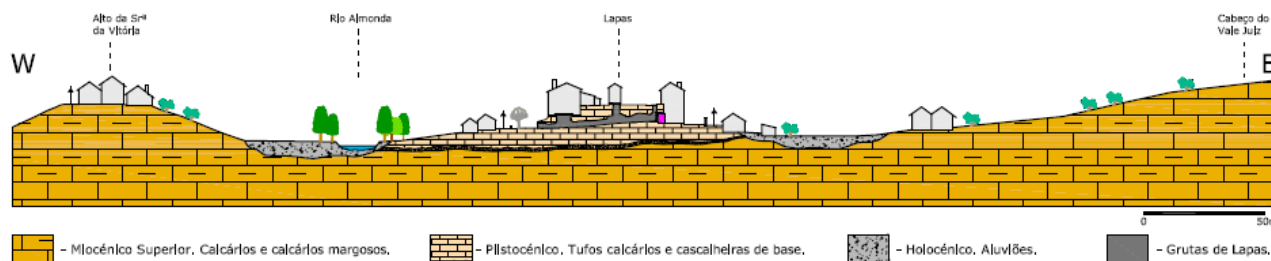 Alto da Srª
da Vitória
Rio Almonda
Lapas
Cabeço do
Vale Juiz
W
E
0
50m
- Miocénico Superior. Calcários e calcários margosos.
- Plistocénico. Tufos calcários e cascalheiras de base.
- Holocénico. Aluviões.
- Grutas de Lapas.